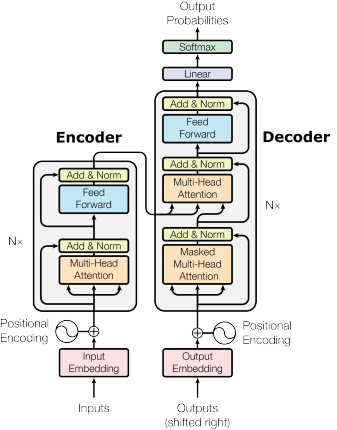 Output
Probabilities
Softmax
Linear
Add & Norm
Feed
Forward
Add & Norm
Multi-Head
Attention
Add & Norm
Masked
Multi-Head
Attention
Decoder
N×
Encoder
Add & Norm
Feed
Forward
Add & Norm
Multi-Head
Attention
N×
Positional
Encoding
Positional
Encoding
Input
Embedding
Output
Embedding
Inputs
Outputs
(shifted right)